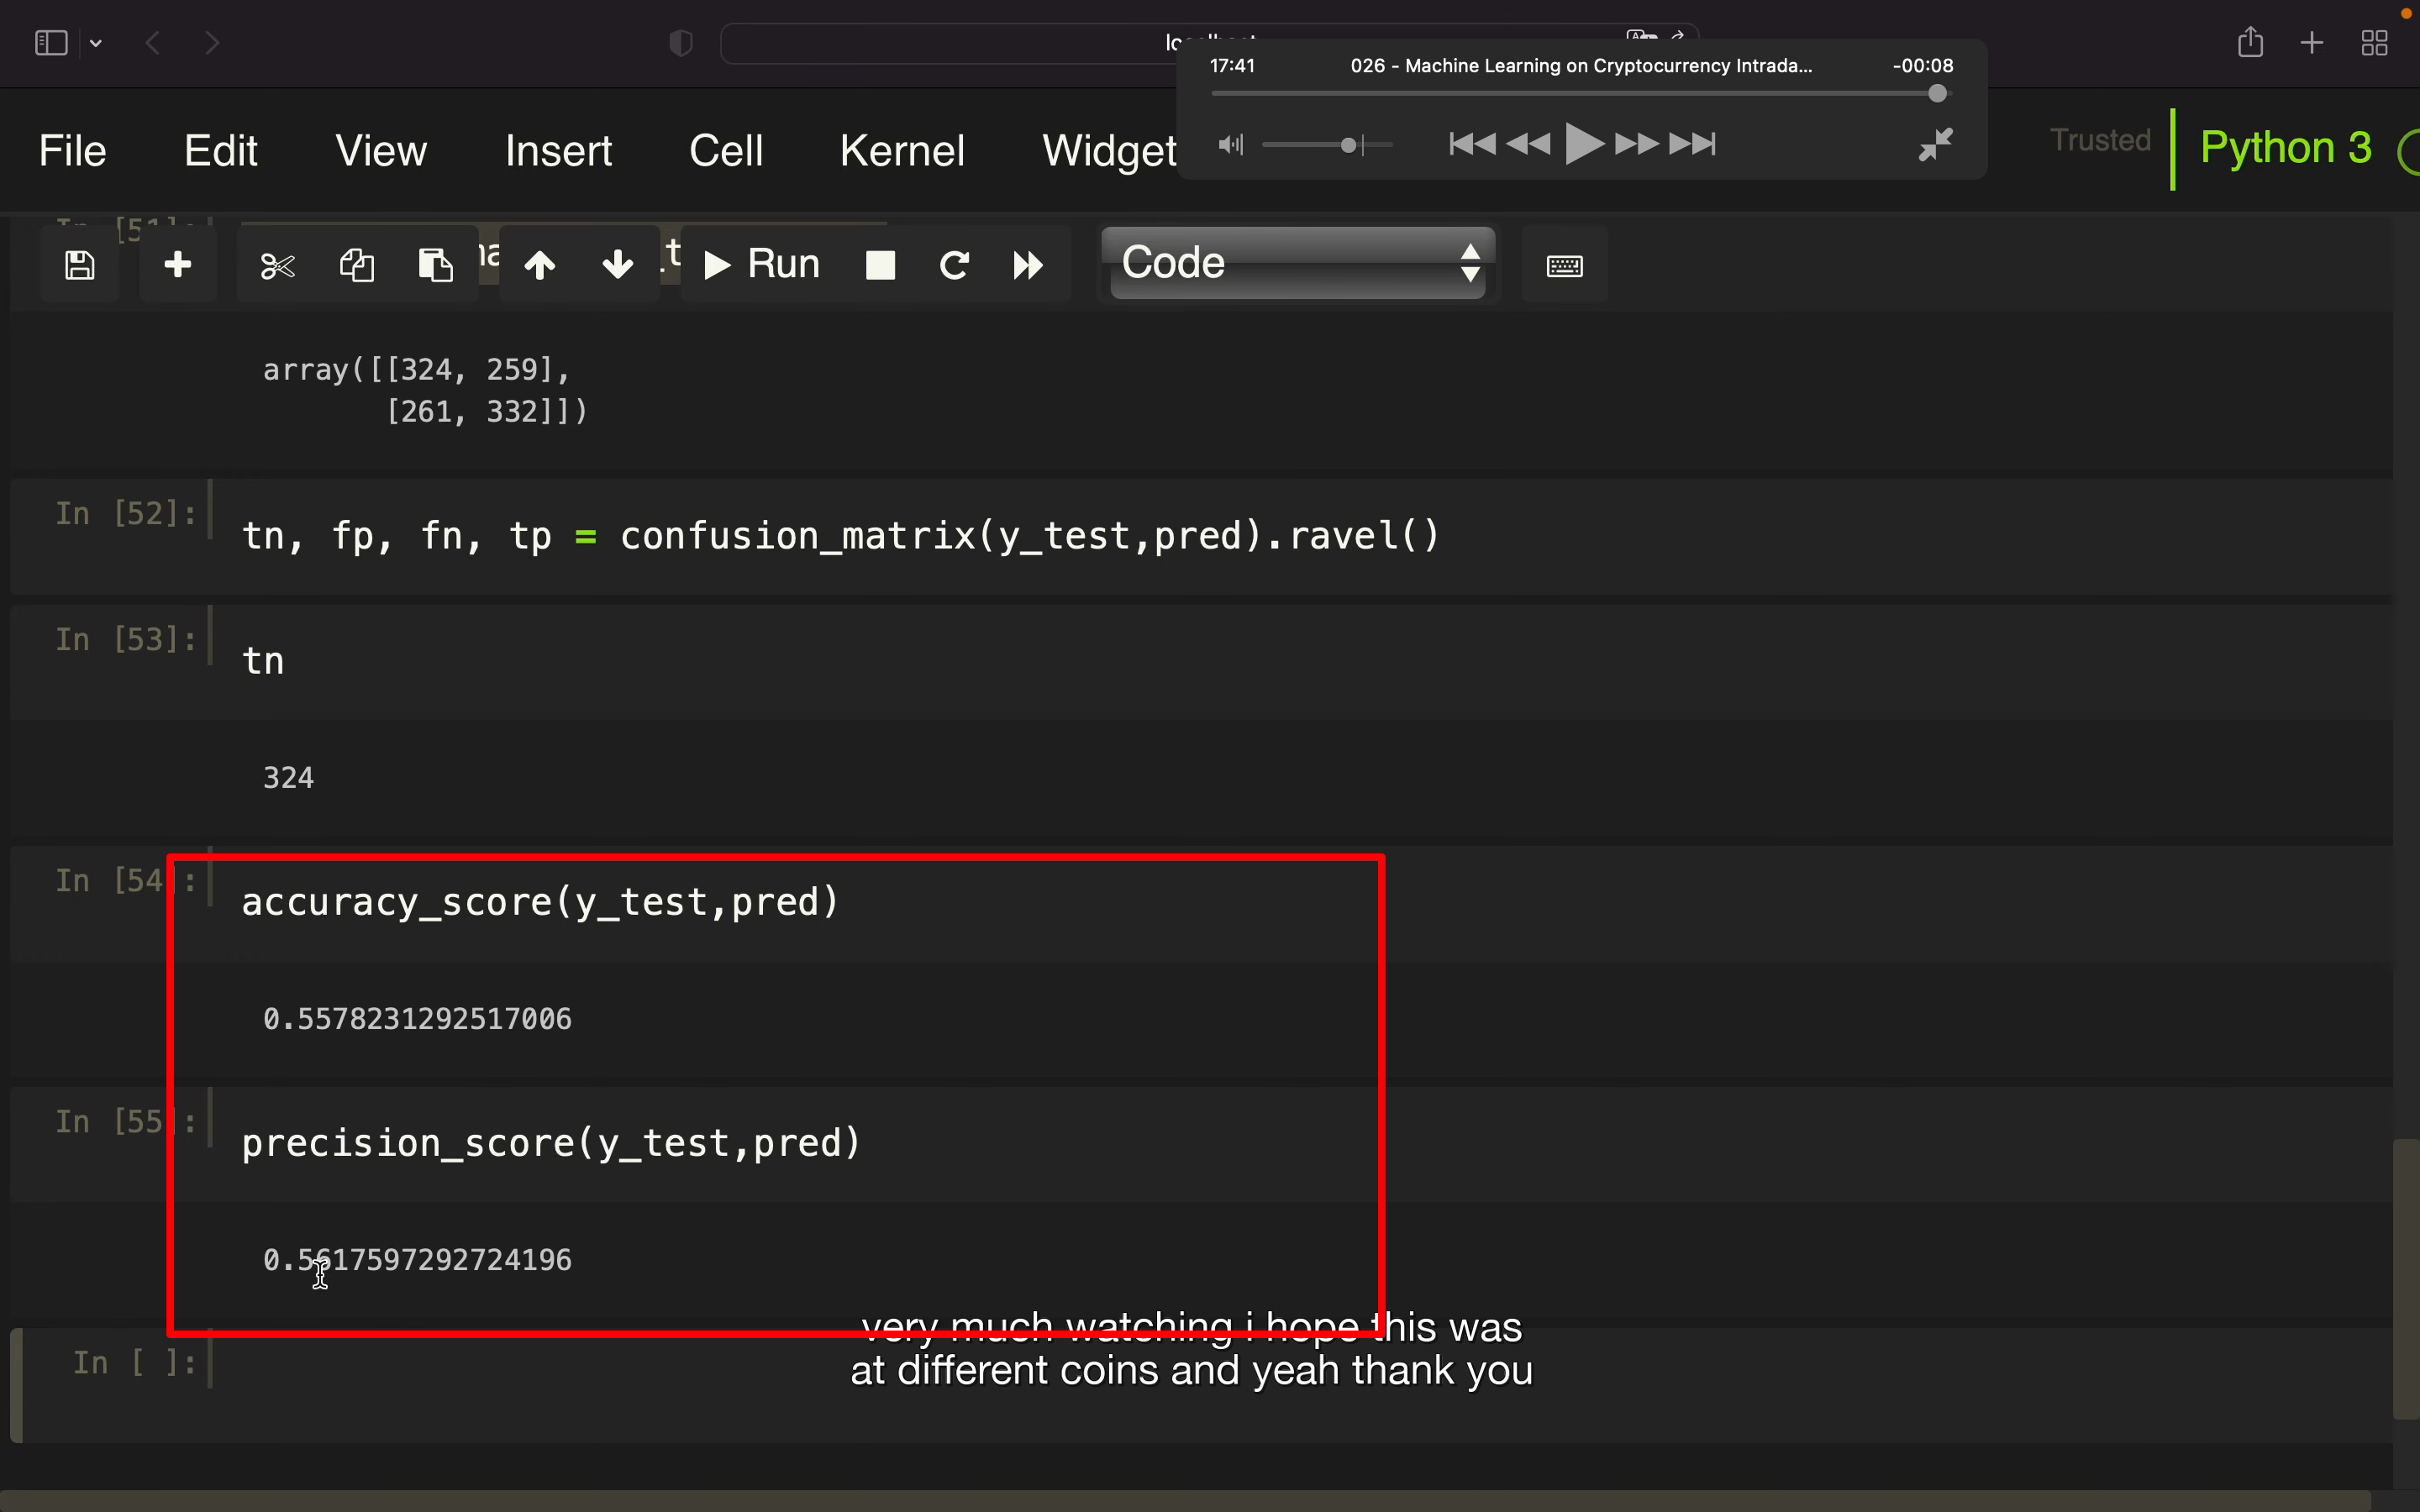 17:41 026 - Machine Learning on Cryptocurrency Intrada... -00:08
File Edit View Insert Cell Kernel Widget Trusted Python 3
Run Code
array([[324, 259],
[261, 332]])
In [52]: tn, fp, fn, tp = confusion_matrix(y_test,pred).ravel()
In [53]: tn
324
In [54]: accuracy_score(y_test,pred)
0.5578231292517006
In [55]: precision_score(y_test,pred)
0.5617597292724196
very much watching i hope this was
at different coins and yeah thank you
In [ ]: